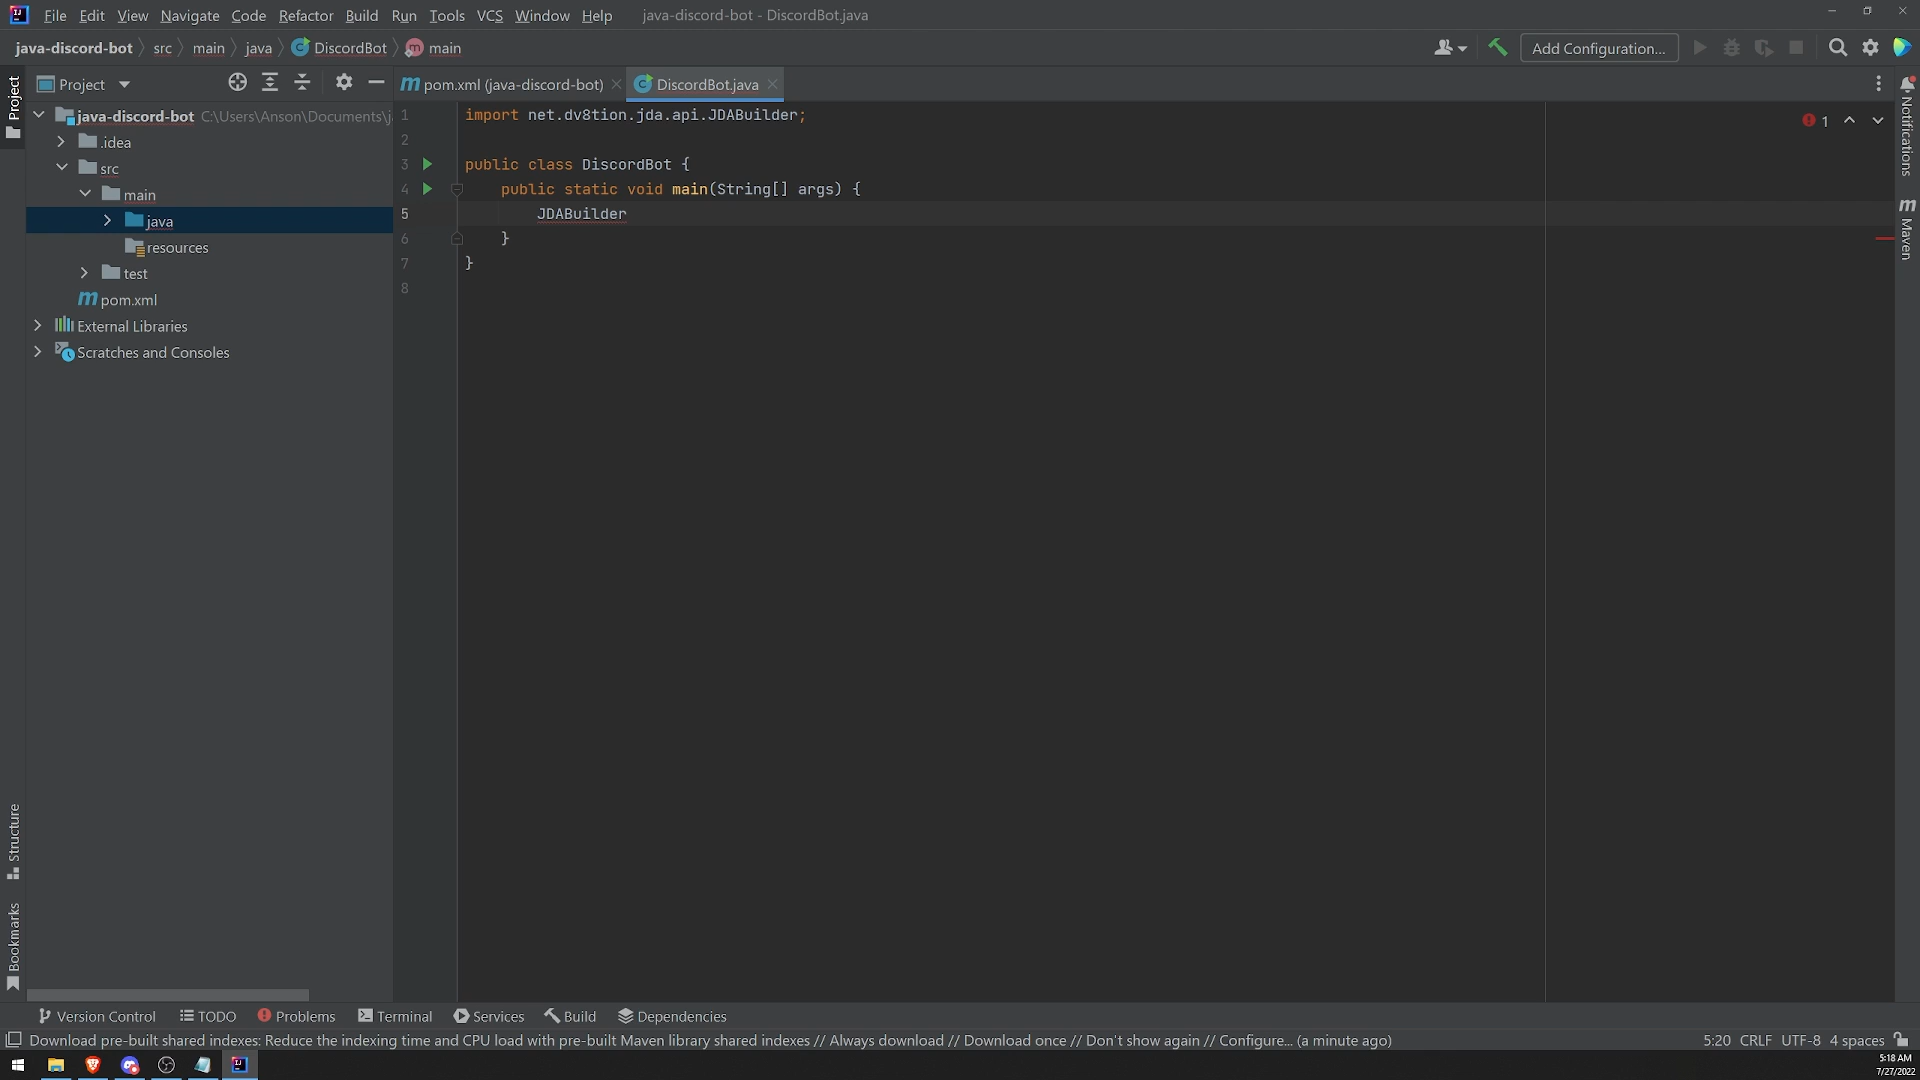 File Edit View Navigate Code Refactor Build Run Tools VCS Window Help java-discord-bot - DiscordBot.java
java-discord-bot src main java DiscordBot main Add Configuration...
Project
Project
pom.xml (java-discord-bot) DiscordBot.java
Notifications
Maven
java-discord-bot C:\Users\Anson\Documents\j
.idea
src
main
java
resources
test
pom.xml
External Libraries
Scratches and Consoles
1 import net.dv8tion.jda.api.JDABuilder;
2
3 public class DiscordBot {
4 public static void main(String[] args) {
5 JDABuilder
6 }
7 }
8
1
Structure
Bookmarks
Version Control TODO Problems Terminal Services Build Dependencies
Download pre-built shared indexes: Reduce the indexing time and CPU load with pre-built Maven library shared indexes // Always download // Download once // Don't show again // Configure... (a minute ago) 5:20 CRLF UTF-8 4 spaces
5:18 AM
7/27/2022